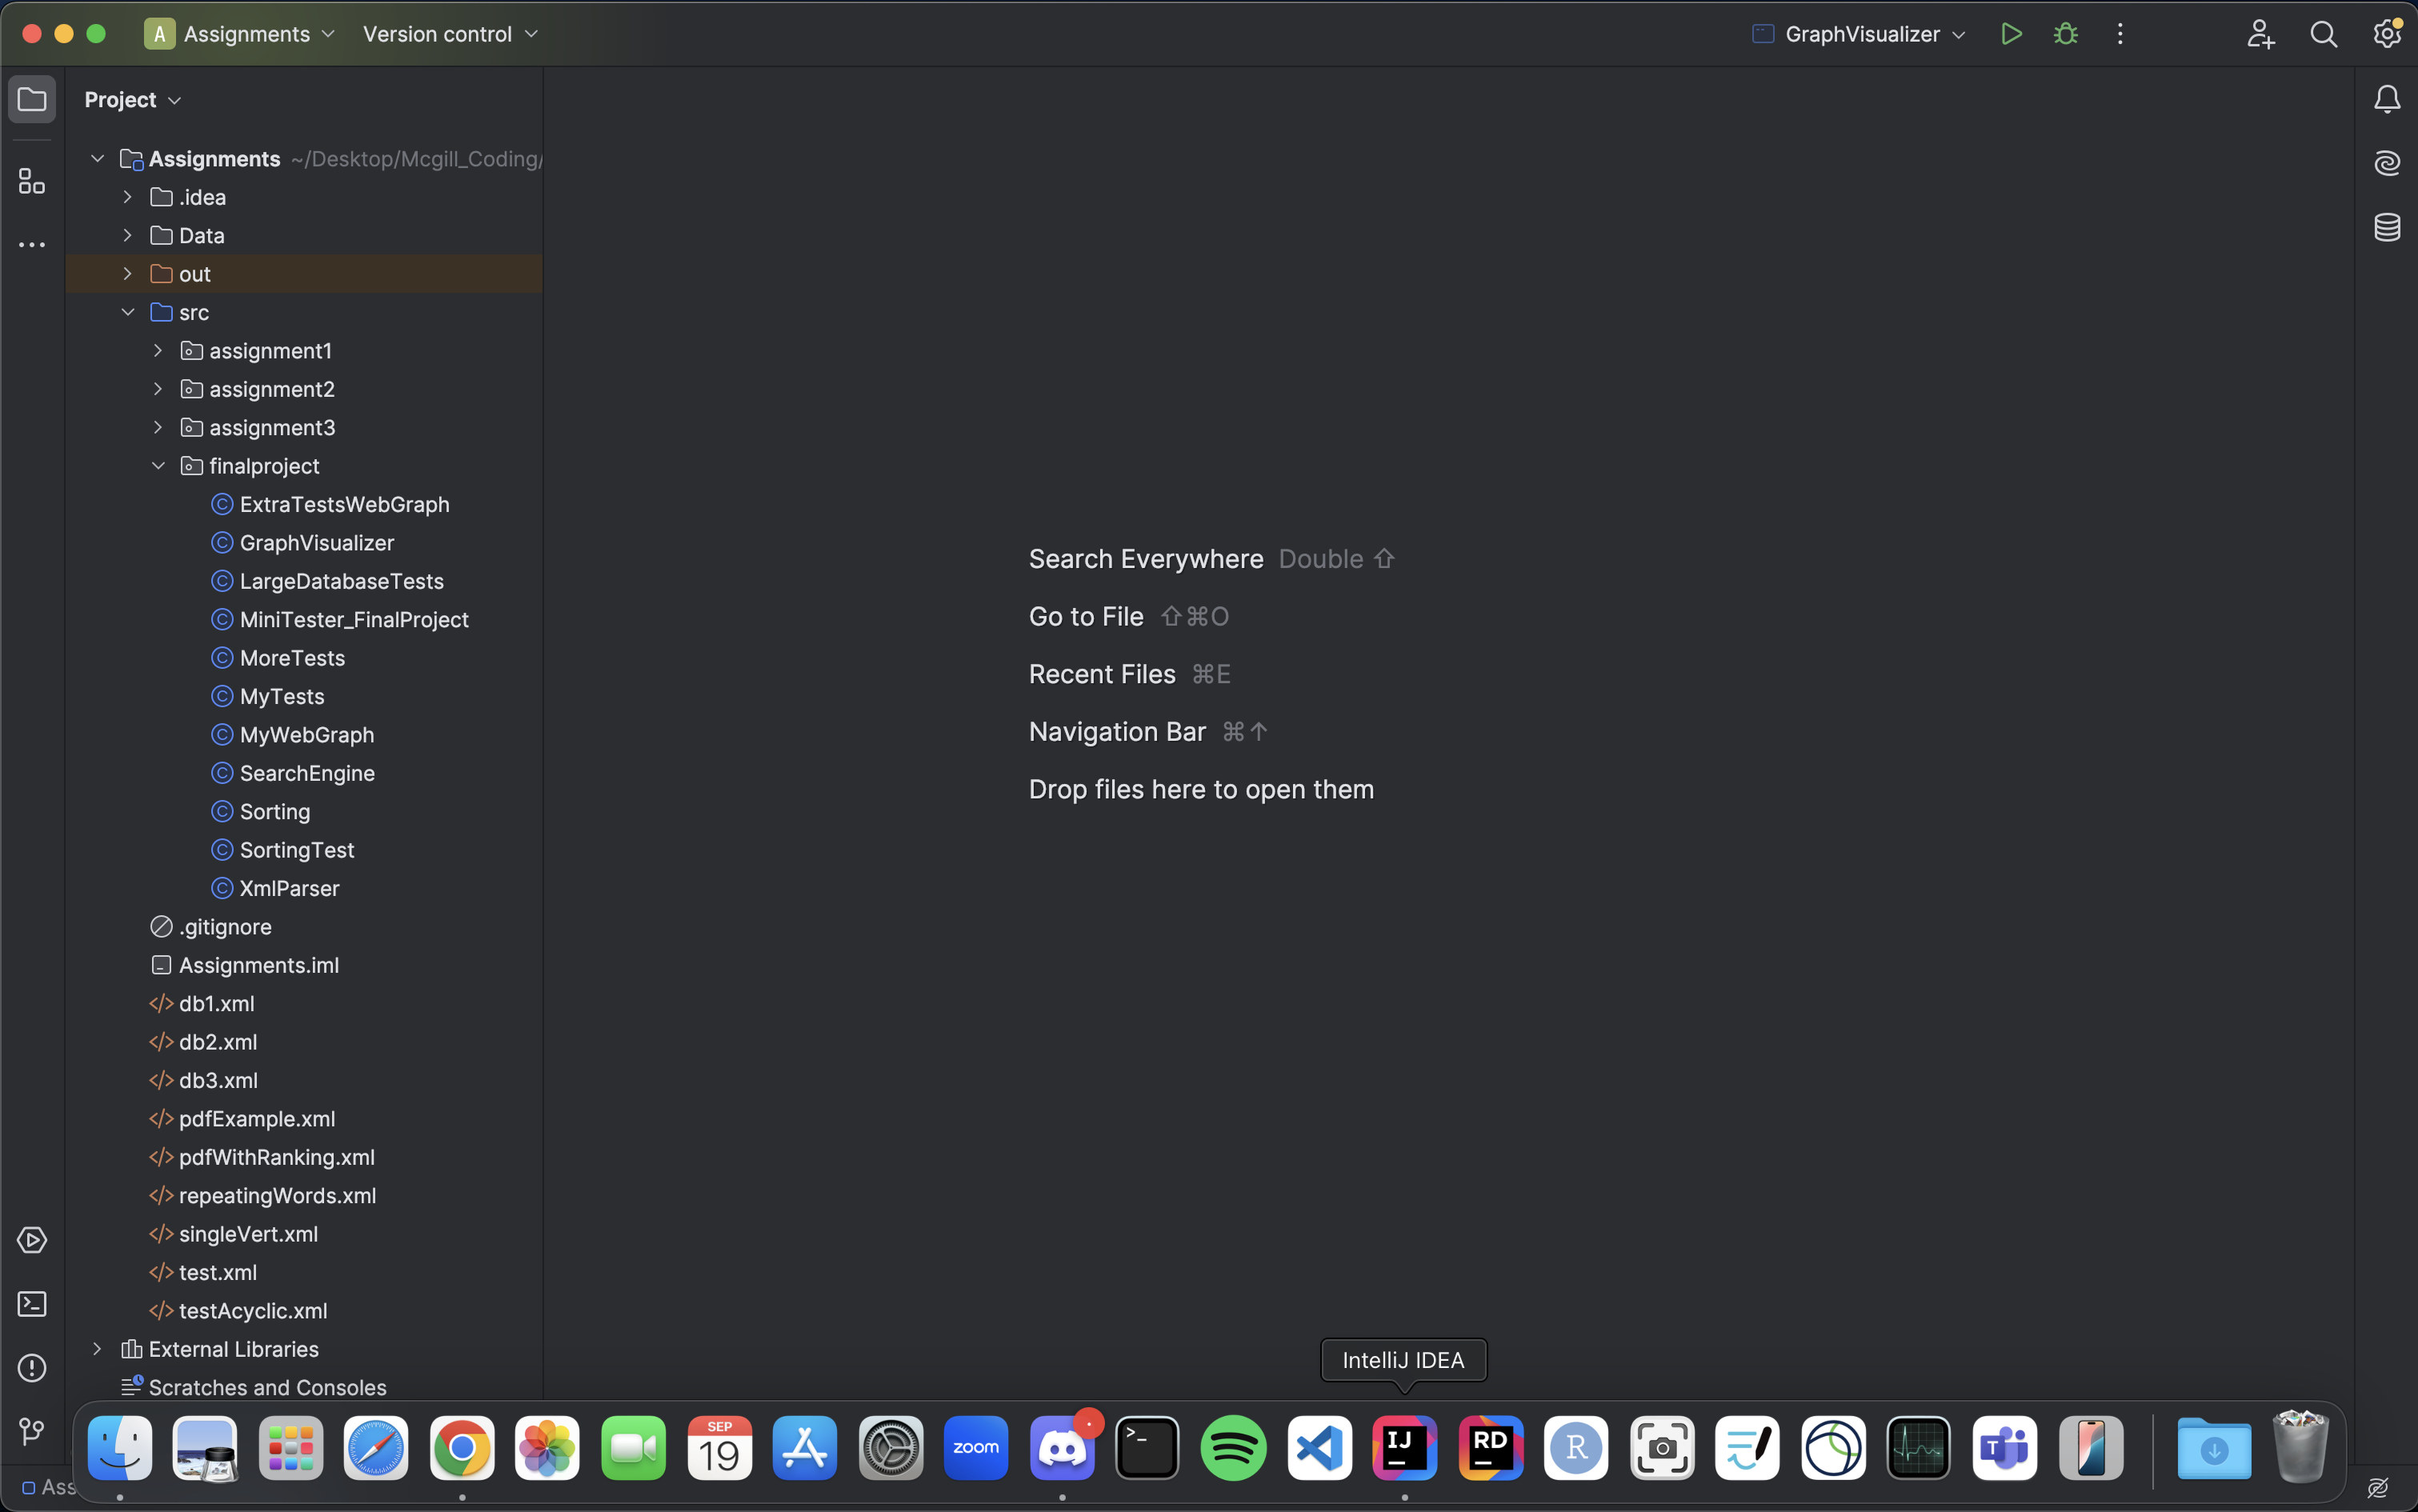 A Assignments Version control GraphVisualizer
Project
Assignments ~/Desktop/Mcgill_Coding/
.idea
Data
out
src
assignment1
assignment2
assignment3
finalproject
ExtraTestsWebGraph
GraphVisualizer
LargeDatabaseTests
MiniTester_FinalProject
MoreTests
MyTests
MyWebGraph
SearchEngine
Sorting
SortingTest
XmlParser
.gitignore
Assignments.iml
db1.xml
db2.xml
db3.xml
pdfExample.xml
pdfWithRanking.xml
repeatingWords.xml
singleVert.xml
test.xml
testAcyclic.xml
External Libraries
Scratches and Consoles
Search Everywhere Double ⇧
Go to File ⇧⌘O
Recent Files ⌘E
Navigation Bar ⌘↑
Drop files here to open them
IntelliJ IDEA
SEP
19
zoom
IJ
RD
R
T
Ass